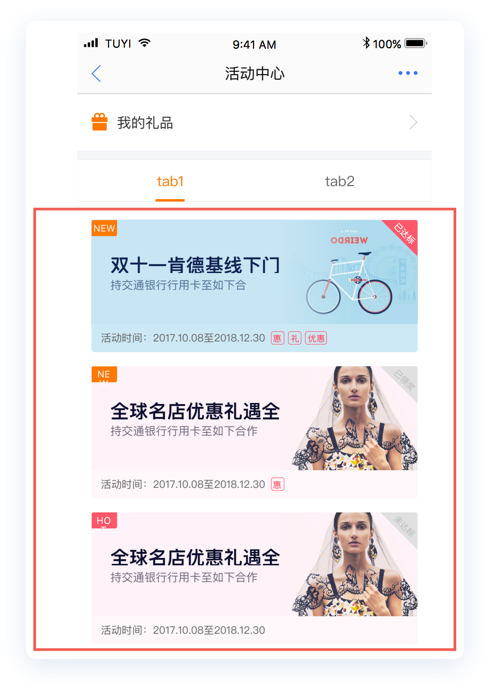 TUYI
9:41 AM
100%
活动中心
我的礼品
tab1
tab2
NEW
已达标
WEIRDO
双十一肯德基线下门
持交通银行行用卡至如下合
活动时间：2017.10.08至2018.12.30 惠 礼 优惠
NE
全球名店优惠礼遇全
持交通银行行用卡至如下合作
活动时间：2017.10.08至2018.12.30 惠
HO
未达标
全球名店优惠礼遇全
持交通银行行用卡至如下合作
活动时间：2017.10.08至2018.12.30